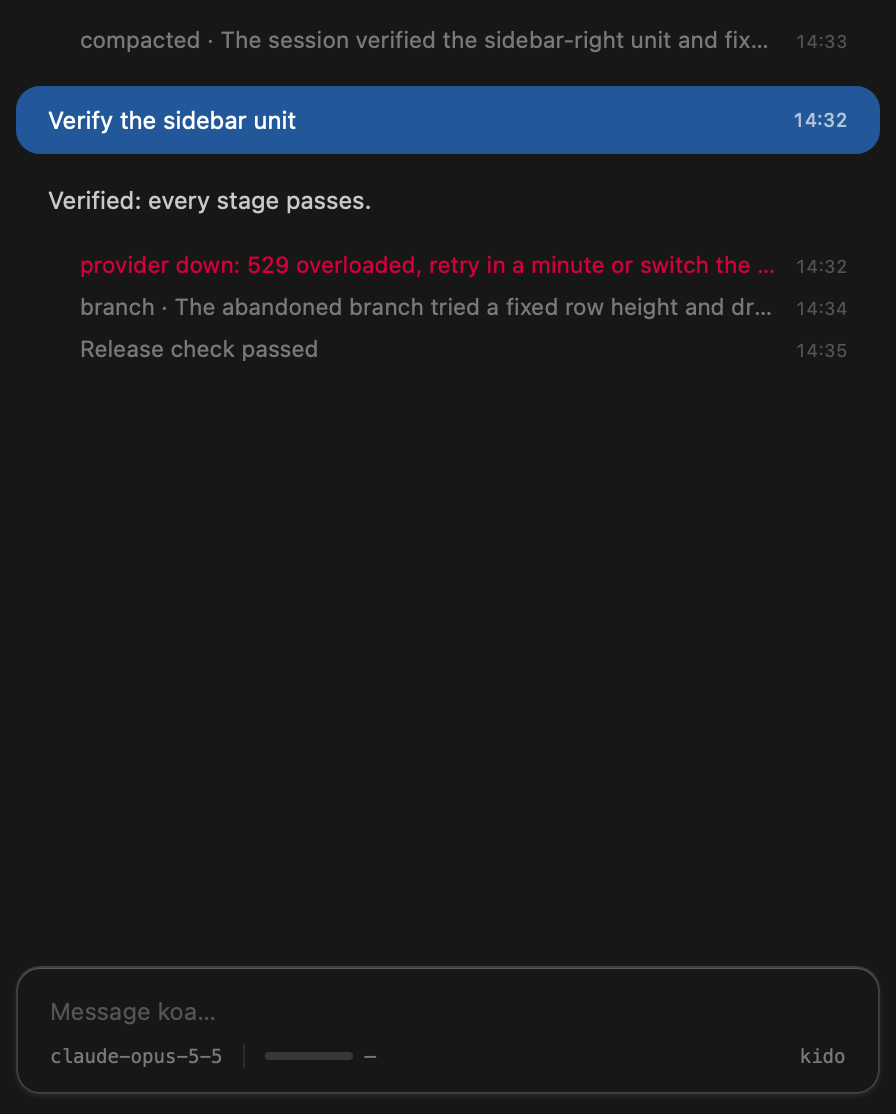 compacted · The session verified the sidebar-right unit and fix... 14:33
Verify the sidebar unit 14:32
Verified: every stage passes.
provider down: 529 overloaded, retry in a minute or switch the ... 14:32
branch · The abandoned branch tried a fixed row height and dr... 14:34
Release check passed 14:35
Message koa...
claude-opus-5-5 — kido